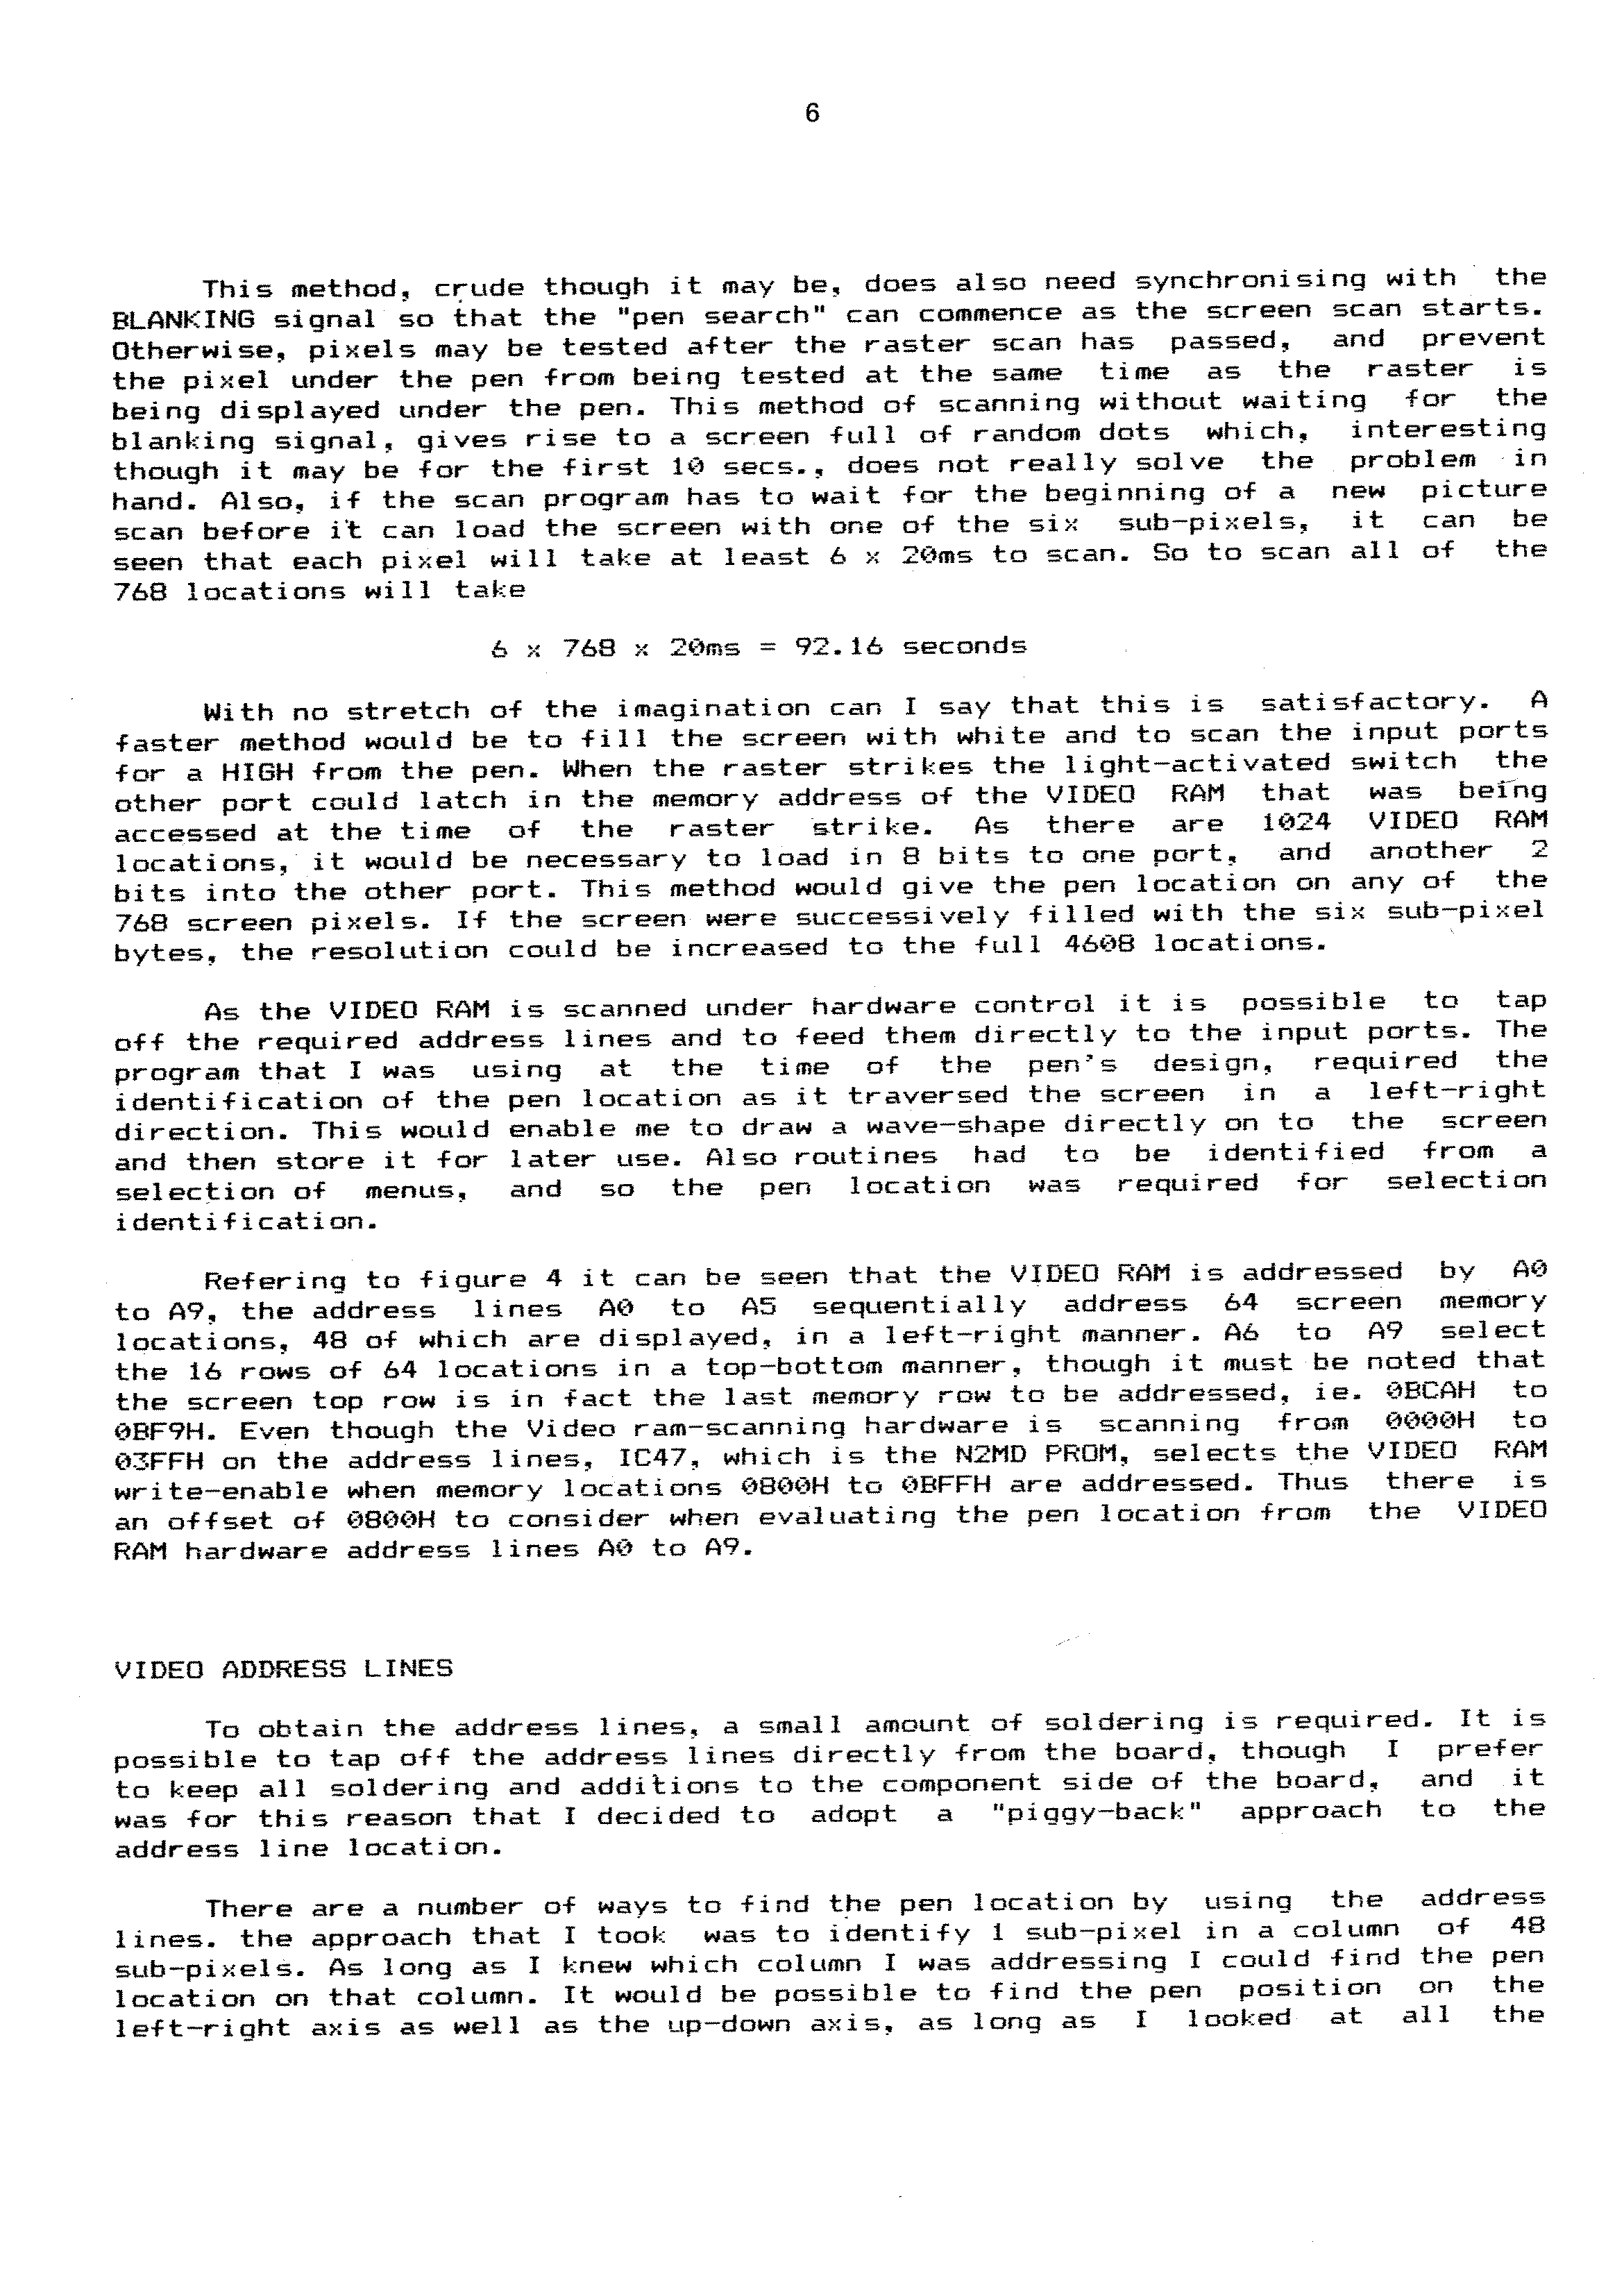 6
This method, crude though it may be, does also need synchronising with the
BLANKING signal so that the "pen search" can commence as the screen scan starts.
Otherwise, pixels may be tested after the raster scan has passed, and prevent
the pixel under the pen from being tested at the same time as the raster is
being displayed under the pen. This method of scanning without waiting for the
blanking signal, gives rise to a screen full of random dots which, interesting
though it may be for the first 10 secs., does not really solve the problem in
hand. Also, if the scan program has to wait for the beginning of a new picture
scan before it can load the screen with one of the six sub-pixels, it can be
seen that each pixel will take at least 6 x 20ms to scan. So to scan all of the
768 locations will take
6 x 768 x 20ms = 92.16 seconds
With no stretch of the imagination can I say that this is satisfactory. A
faster method would be to fill the screen with white and to scan the input ports
for a HIGH from the pen. When the raster strikes the light-activated switch the
other port could latch in the memory address of the VIDEO RAM that was being
accessed at the time of the raster strike. As there are 1024 VIDEO RAM
locations, it would be necessary to load in 8 bits to one port, and another 2
bits into the other port. This method would give the pen location on any of the
768 screen pixels. If the screen were successively filled with the six sub-pixel
bytes, the resolution could be increased to the full 4608 locations.
As the VIDEO RAM is scanned under hardware control it is possible to tap
off the required address lines and to feed them directly to the input ports. The
program that I was using at the time of the pen's design, required the
identification of the pen location as it traversed the screen in a left-right
direction. This would enable me to draw a wave-shape directly on to the screen
and then store it for later use. Also routines had to be identified from a
selection of menus, and so the pen location was required for selection
identification.
Refering to figure 4 it can be seen that the VIDEO RAM is addressed by A0
to A9, the address lines A0 to A5 sequentially address 64 screen memory
locations, 48 of which are displayed, in a left-right manner. A6 to A9 select
the 16 rows of 64 locations in a top-bottom manner, though it must be noted that
the screen top row is in fact the last memory row to be addressed, ie. 0BCAH to
0BF9H. Even though the Video ram-scanning hardware is scanning from 0000H to
03FFH on the address lines, IC47, which is the N2MD PROM, selects the VIDEO RAM
write-enable when memory locations 0800H to 0BFFH are addressed. Thus there is
an offset of 0800H to consider when evaluating the pen location from the VIDEO
RAM hardware address lines A0 to A9.
VIDEO ADDRESS LINES
To obtain the address lines, a small amount of soldering is required. It is
possible to tap off the address lines directly from the board, though I prefer
to keep all soldering and additions to the component side of the board, and it
was for this reason that I decided to adopt a "piggy-back" approach to the
address line location.
There are a number of ways to find the pen location by using the address
lines. the approach that I took was to identify 1 sub-pixel in a column of 48
sub-pixels. As long as I knew which column I was addressing I could find the pen
location on that column. It would be possible to find the pen position on the
left-right axis as well as the up-down axis, as long as I looked at all the